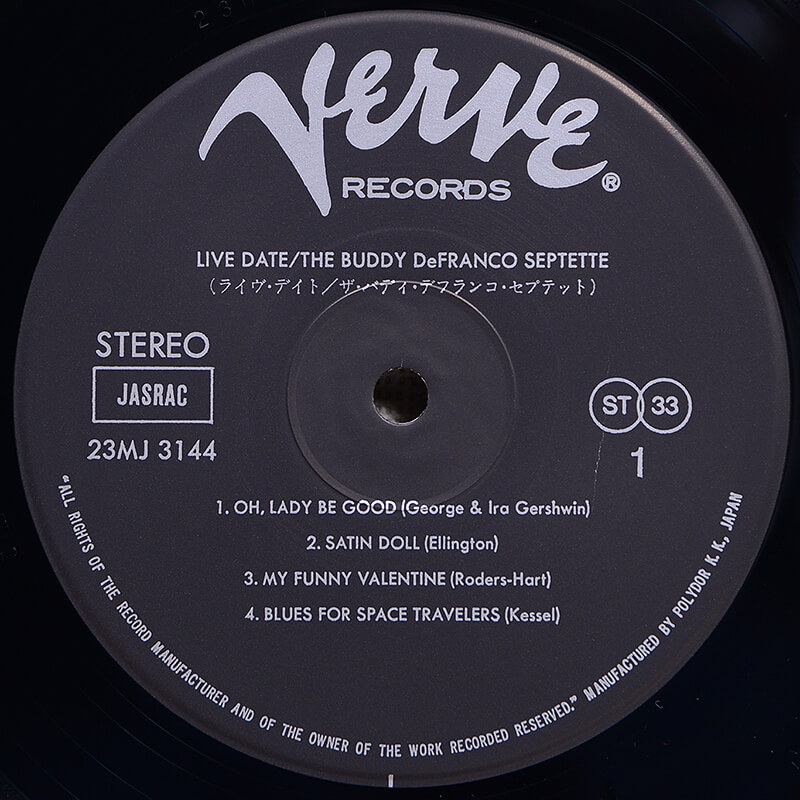 Verve
RECORDS®
LIVE DATE/THE BUDDY DeFRANCO SEPTETTE
(ライヴ・デイト/ザ・バディ・デフランコ・セプテット)
STEREO
JASRAC
23MJ 3144
ST 33
1
1. OH, LADY BE GOOD (George & Ira Gershwin)
2. SATIN DOLL (Ellington)
3. MY FUNNY VALENTINE (Roders-Hart)
4. BLUES FOR SPACE TRAVELERS (Kessel)
"ALL RIGHTS OF THE RECORD MANUFACTURER AND OF THE OWNER OF THE WORK RECORDED RESERVED." MANUFACTURED BY POLYDOR K. K., JAPAN